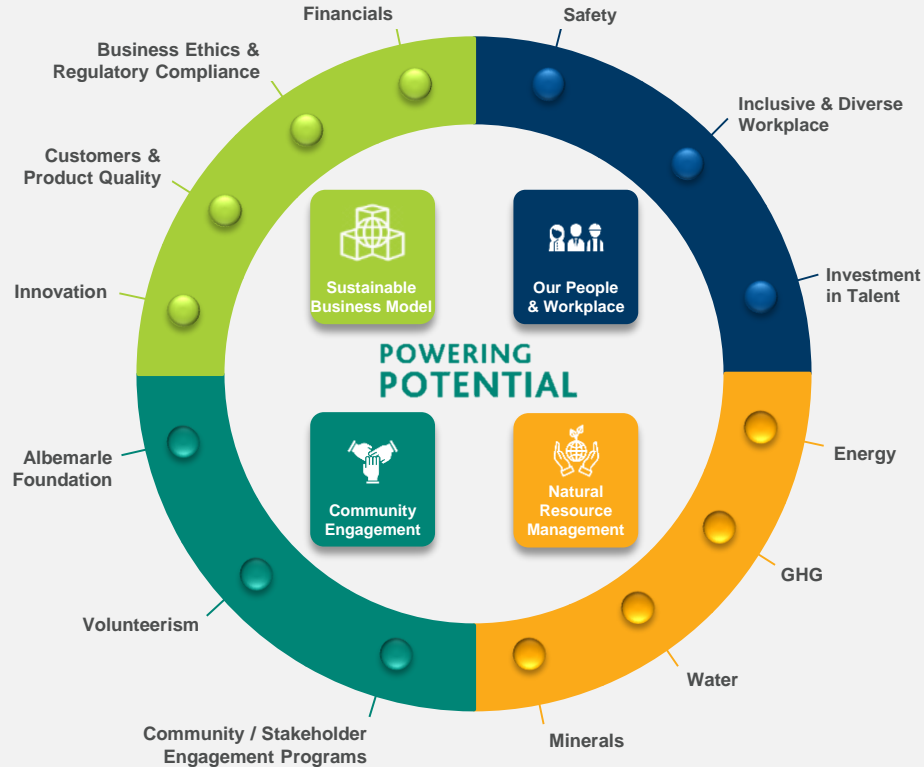 Financials
Safety
Business Ethics &
Regulatory Compliance
Inclusive & Diverse
Workplace
Customers &
Product Quality
Innovation
Investment
in Talent
Sustainable
Business Model
Our People
& Workplace
POWERING
POTENTIAL
Community
Engagement
Natural
Resource
Management
Albemarle
Foundation
Energy
GHG
Volunteerism
Water
Community / Stakeholder
Engagement Programs
Minerals